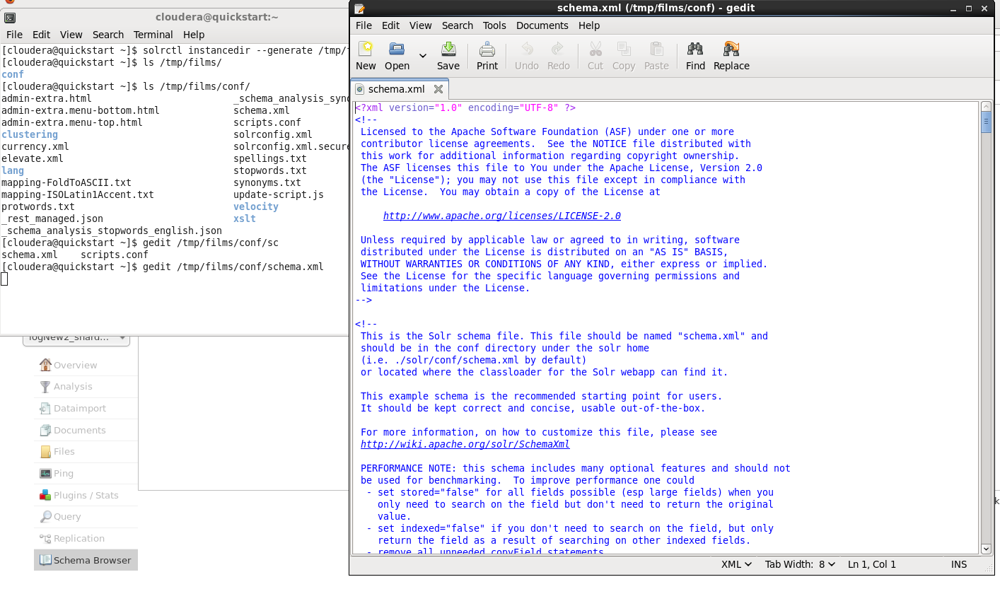 cloudera@quickstart:~
File Edit View Search Terminal Help
[cloudera@quickstart ~]$ solrctl instancedir --generate /tmp/
[cloudera@quickstart ~]$ ls /tmp/films/
conf
[cloudera@quickstart ~]$ ls /tmp/films/conf/
admin-extra.html _schema_analysis_syn
admin-extra.menu-bottom.html schema.xml
admin-extra.menu-top.html scripts.conf
clustering solrconfig.xml
currency.xml solrconfig.xml.secure
elevate.xml spellings.txt
lang stopwords.txt
mapping-FoldToASCII.txt synonyms.txt
mapping-ISOLatin1Accent.txt update-script.js
protwords.txt velocity
_rest_managed.json xslt
_schema_analysis_stopwords_english.json
[cloudera@quickstart ~]$ gedit /tmp/films/conf/sc
schema.xml scripts.conf
[cloudera@quickstart ~]$ gedit /tmp/films/conf/schema.xml
logNew2_shard...
Overview
Analysis
Dataimport
Documents
Files
Ping
Plugins / Stats
Query
Replication
Schema Browser
schema.xml (/tmp/films/conf) - gedit
File Edit View Search Tools Documents Help
New Open Save Print Undo Redo Cut Copy Paste Find Replace
schema.xml
<?xml version="1.0" encoding="UTF-8" ?>
<!--
Licensed to the Apache Software Foundation (ASF) under one or more
contributor license agreements.  See the NOTICE file distributed with
this work for additional information regarding copyright ownership.
The ASF licenses this file to You under the Apache License, Version 2.0
(the "License"); you may not use this file except in compliance with
the License.  You may obtain a copy of the License at
http://www.apache.org/licenses/LICENSE-2.0
Unless required by applicable law or agreed to in writing, software
distributed under the License is distributed on an "AS IS" BASIS,
WITHOUT WARRANTIES OR CONDITIONS OF ANY KIND, either express or implied.
See the License for the specific language governing permissions and
limitations under the License.
-->
<!--
This is the Solr schema file. This file should be named "schema.xml" and
should be in the conf directory under the solr home
(i.e. ./solr/conf/schema.xml by default)
or located where the classloader for the Solr webapp can find it.
This example schema is the recommended starting point for users.
It should be kept correct and concise, usable out-of-the-box.
For more information, on how to customize this file, please see
http://wiki.apache.org/solr/SchemaXml
PERFORMANCE NOTE: this schema includes many optional features and should not
be used for benchmarking.  To improve performance one could
- set stored="false" for all fields possible (esp large fields) when you
only need to search on the field but don't need to return the original
value.
- set indexed="false" if you don't need to search on the field, but only
return the field as a result of searching on other indexed fields.
- remove all unneeded copyField statements
XML Tab Width: 8 Ln 1, Col 1 INS